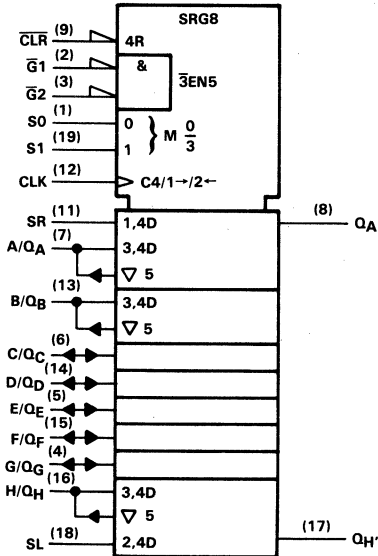 SRG8
CLR (9) 4R
G1 (2) &
G2 (3) 3EN5
S0 (1) 0
S1 (19) 1
} M 0/3
CLK (12) C4/1→/2←
SR (11) 1,4D (8) QA
A/QA (7) 3,4D
▽ 5
B/QB (13) 3,4D
▽ 5
C/QC (6)
D/QD (14)
E/QE (5)
F/QF (15)
G/QG (4)
H/QH (16) 3,4D
▽ 5
SL (18) 2,4D (17) QH'